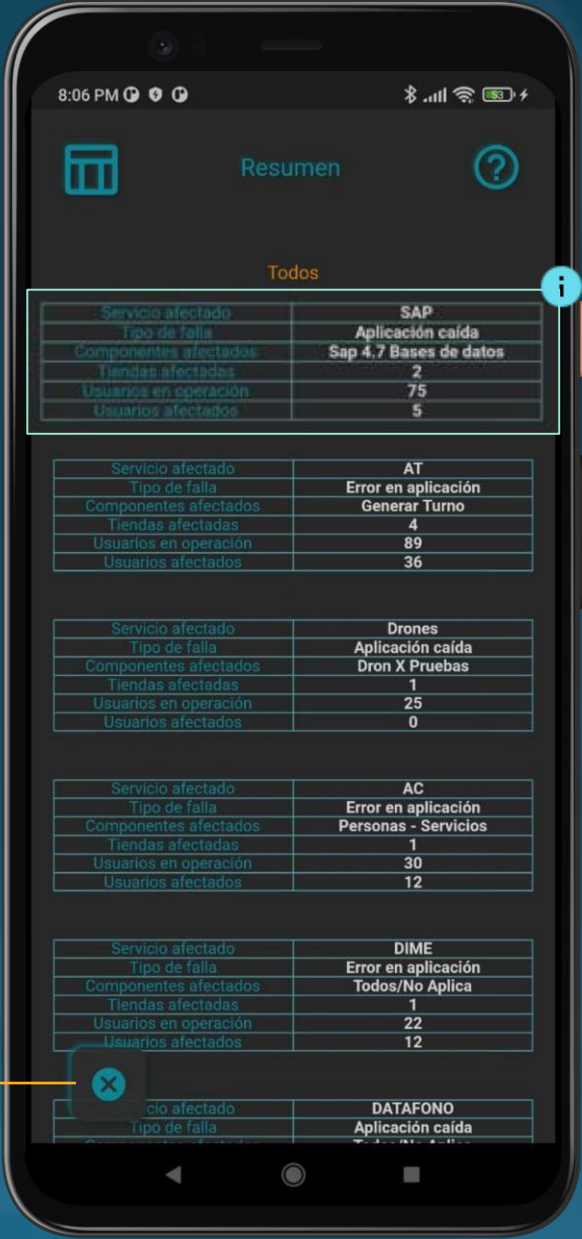 8:06 PM 53
Resumen
Todos
Servicio afectado SAP
Tipo de falla Aplicación caída
Componentes afectados Sap 4.7 Bases de datos
Tiendas afectadas 2
Usuarios en operación 75
Usuarios afectados 5
Servicio afectado AT
Tipo de falla Error en aplicación
Componentes afectados Generar Turno
Tiendas afectadas 4
Usuarios en operación 89
Usuarios afectados 36
Servicio afectado Drones
Tipo de falla Aplicación caída
Componentes afectados Dron X Pruebas
Tiendas afectadas 1
Usuarios en operación 25
Usuarios afectados 0
Servicio afectado AC
Tipo de falla Error en aplicación
Componentes afectados Personas - Servicios
Tiendas afectadas 1
Usuarios en operación 30
Usuarios afectados 12
Servicio afectado DIME
Tipo de falla Error en aplicación
Componentes afectados Todos/No Aplica
Tiendas afectadas 1
Usuarios en operación 22
Usuarios afectados 12
cio afectado DATAFONO
Tipo de falla Aplicación caída